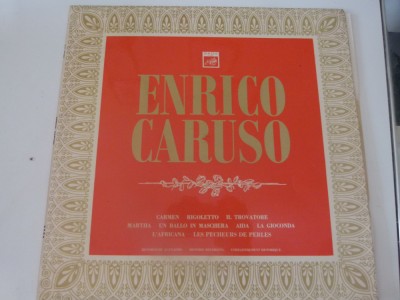 ENRICO
CARUSO
CARMEN RIGOLETTO IL TROVATORE
MARTHA UN BALLO IN MASCHERA AIDA LA GIOCONDA
L'AFRICANA LES PECHEURS DE PERLES